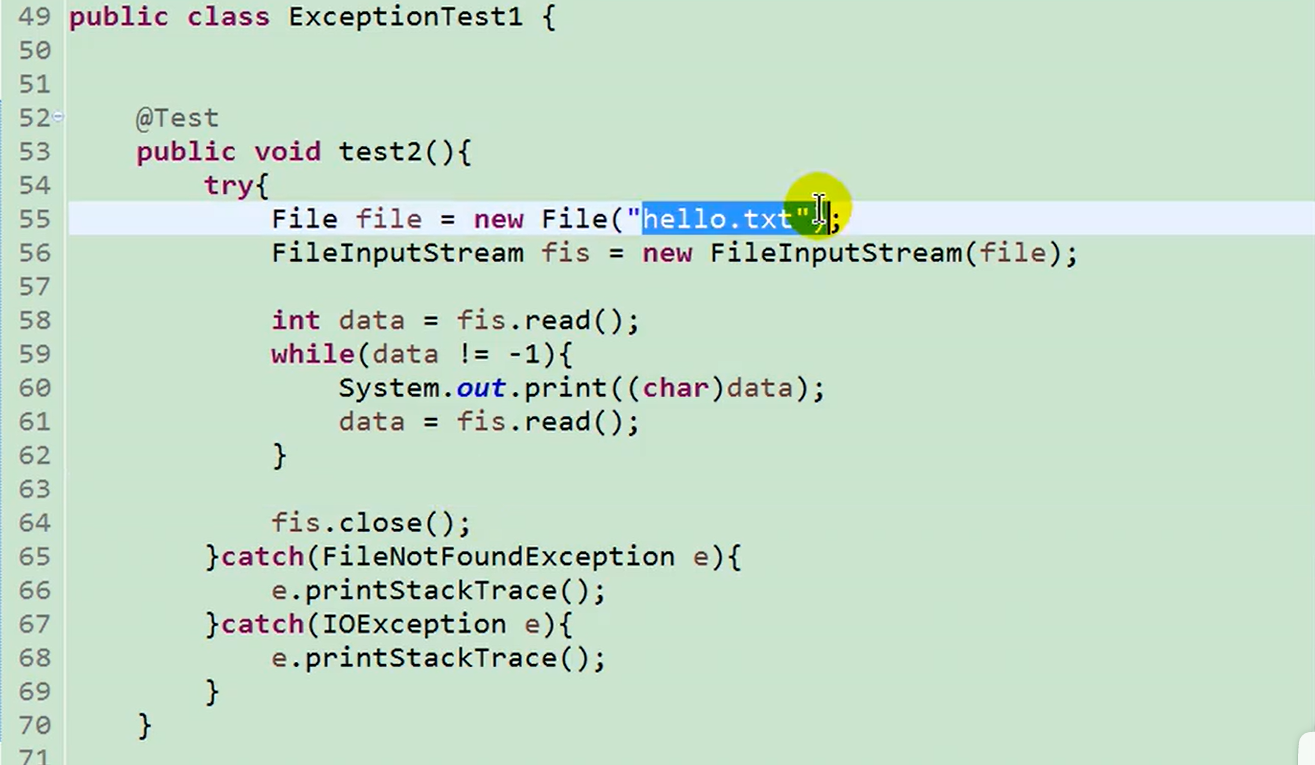 49 public class ExceptionTest1 {
50
51
52 @Test
53 public void test2(){
54 try{
55 File file = new File("hello.txt");
56 FileInputStream fis = new FileInputStream(file);
57
58 int data = fis.read();
59 while(data != -1){
60 System.out.print((char)data);
61 data = fis.read();
62 }
63
64 fis.close();
65 }catch(FileNotFoundException e){
66 e.printStackTrace();
67 }catch(IOException e){
68 e.printStackTrace();
69 }
70 }
71